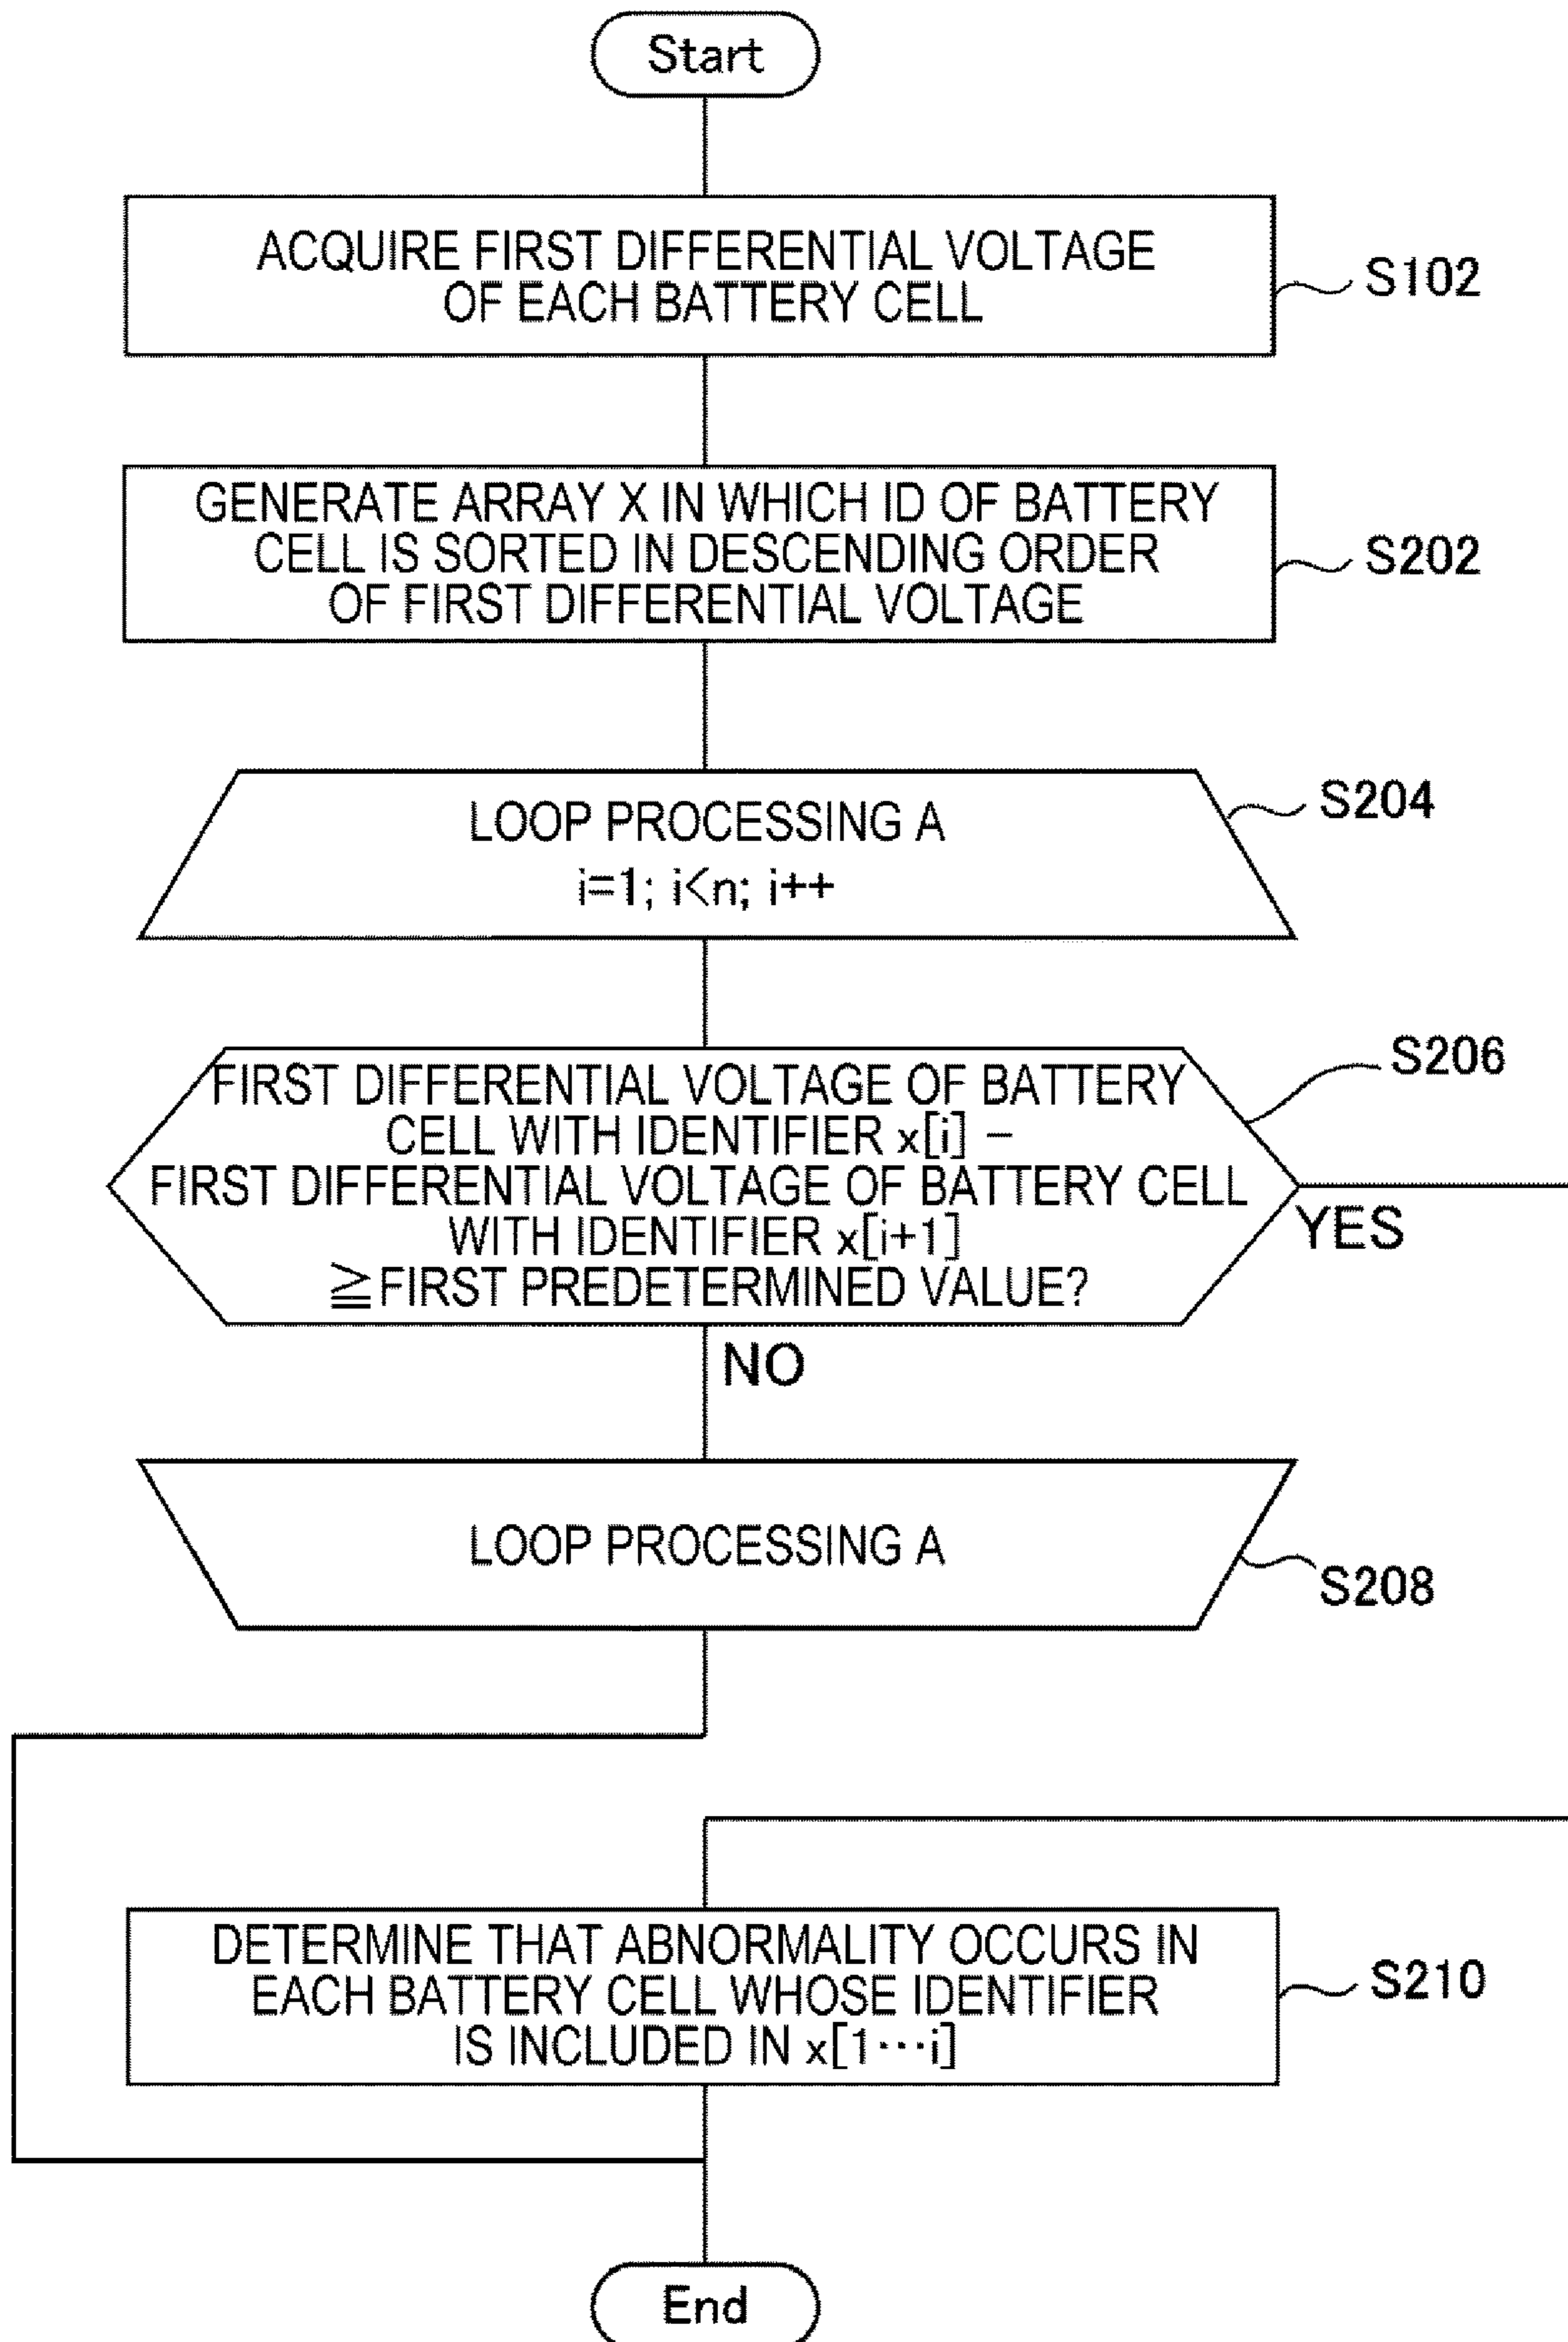 Start
ACQUIRE FIRST DIFFERENTIAL VOLTAGE
OF EACH BATTERY CELL
S102
GENERATE ARRAY X IN WHICH ID OF BATTERY
CELL IS SORTED IN DESCENDING ORDER
OF FIRST DIFFERENTIAL VOLTAGE
S202
LOOP PROCESSING A
i=1; i<n; i++
S204
FIRST DIFFERENTIAL VOLTAGE OF BATTERY
CELL WITH IDENTIFIER x[i] –
FIRST DIFFERENTIAL VOLTAGE OF BATTERY CELL
WITH IDENTIFIER x[i+1]
≧FIRST PREDETERMINED VALUE?
S206
YES
NO
LOOP PROCESSING A
S208
DETERMINE THAT ABNORMALITY OCCURS IN
EACH BATTERY CELL WHOSE IDENTIFIER
IS INCLUDED IN x[1⋯i]
S210
End